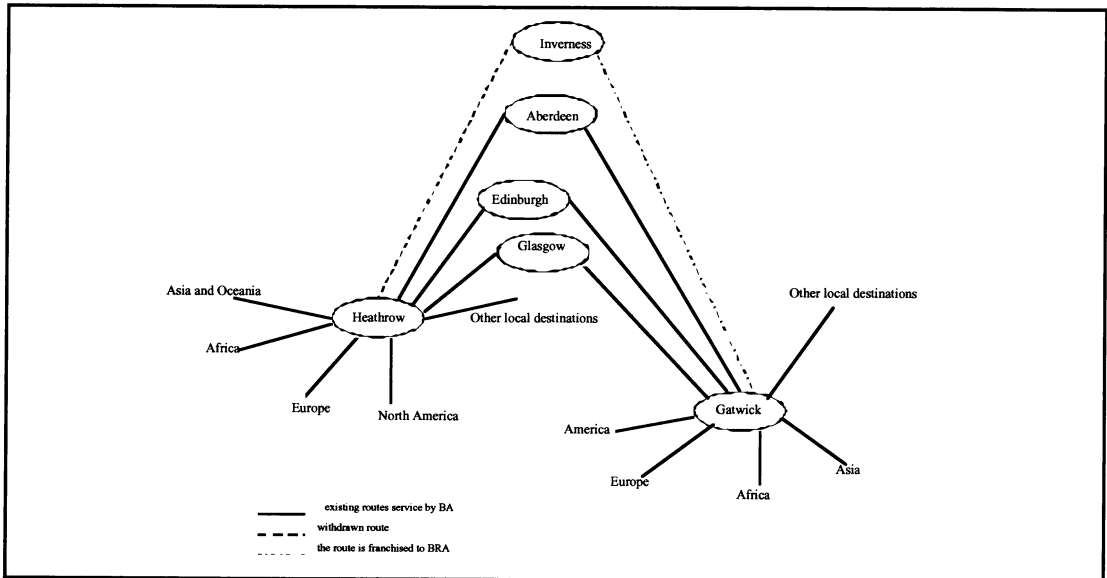 Inverness
Aberdeen
Edinburgh
Glasgow
Asia and Oceania
Heathrow
Other local destinations
Africa
Europe
North America
Other local destinations
Gatwick
America
Europe
Africa
Asia
existing routes service by BA
withdrawn route
the route is franchised to BRA